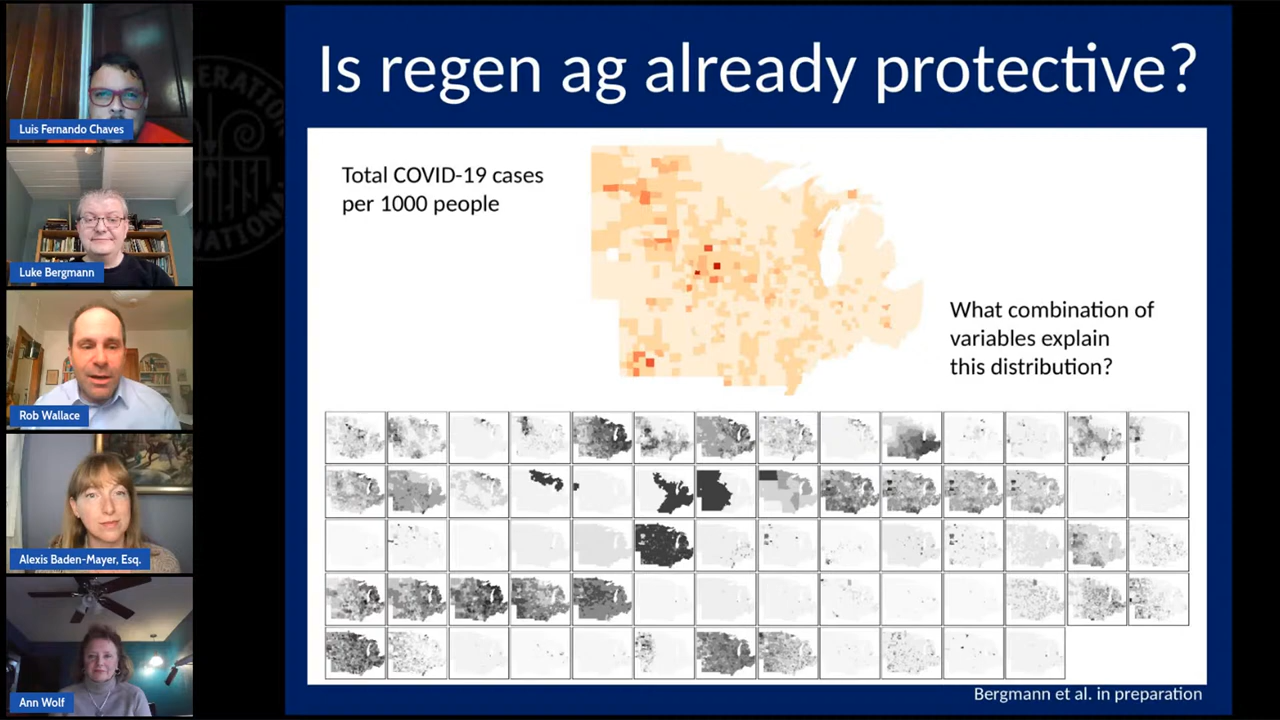 Is regen ag already protective?
Luis Fernando Chaves
Total COVID-19 cases
per 1000 people
Luke Bergmann
What combination of
variables explain
this distribution?
Rob Wallace
Alexis Baden-Mayer, Esq.
Ann Wolf
Bergmann et al. in preparation